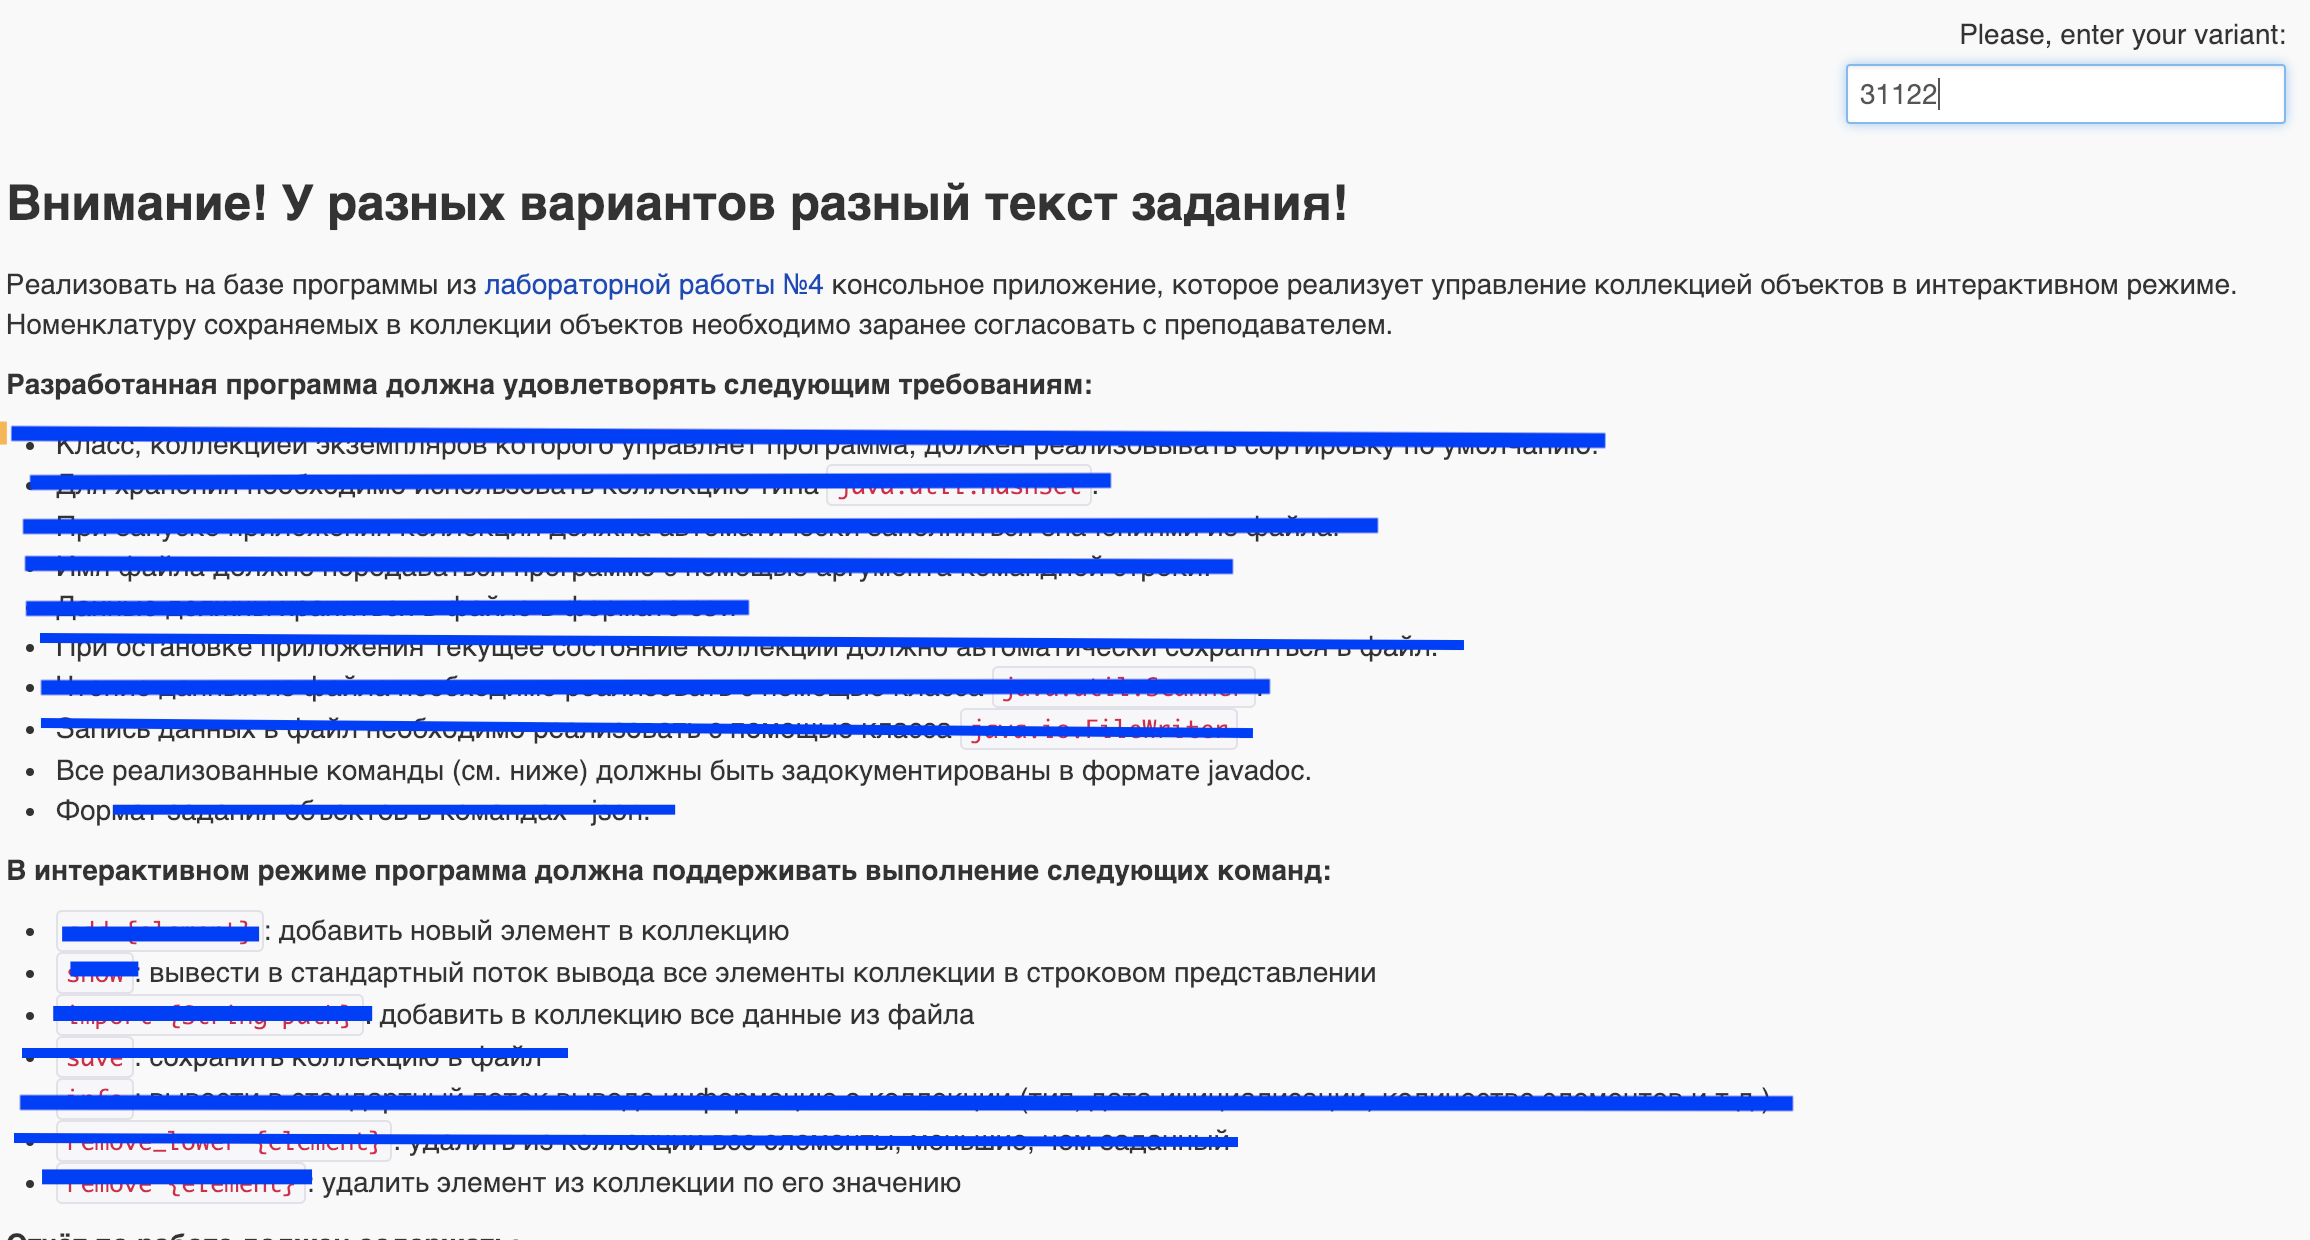 Please, enter your variant:
31122
Внимание! У разных вариантов разный текст задания!
Реализовать на базе программы из лабораторной работы №4 консольное приложение, которое реализует управление коллекцией объектов в интерактивном режиме.
Номенклатуру сохраняемых в коллекции объектов необходимо заранее согласовать с преподавателем.
Разработанная программа должна удовлетворять следующим требованиям:
Класс, коллекцией экземпляров которого управляет программа, должен реализовывать сортировку по умолчанию.
Для хранения необходимо использовать коллекцию типа java.util.HashSet.
При запуске приложения коллекция должна автоматически заполняться значениями из файла.
Имя файла должно передаваться программе с помощью аргумента командной строки.
Данные должны храниться в файле в формате csv.
При остановке приложения текущее состояние коллекции должно автоматически сохраняться в файл.
Чтение данных из файла необходимо реализовать с помощью класса java.util.Scanner.
Запись данных в файл необходимо реализовать с помощью класса java.io.FileWriter
Все реализованные команды (см. ниже) должны быть задокументированы в формате javadoc.
Формат задания объектов в командах - json.
В интерактивном режиме программа должна поддерживать выполнение следующих команд:
add {element} : добавить новый элемент в коллекцию
show : вывести в стандартный поток вывода все элементы коллекции в строковом представлении
import {String path} : добавить в коллекцию все данные из файла
save : сохранить коллекцию в файл
info : вывести в стандартный поток вывода информацию о коллекции (тип, дата инициализации, количество элементов и т.д.)
remove_lower {element} : удалить из коллекции все элементы, меньшие, чем заданный
remove {element} : удалить элемент из коллекции по его значению
Отчёт по работе должен содержать: